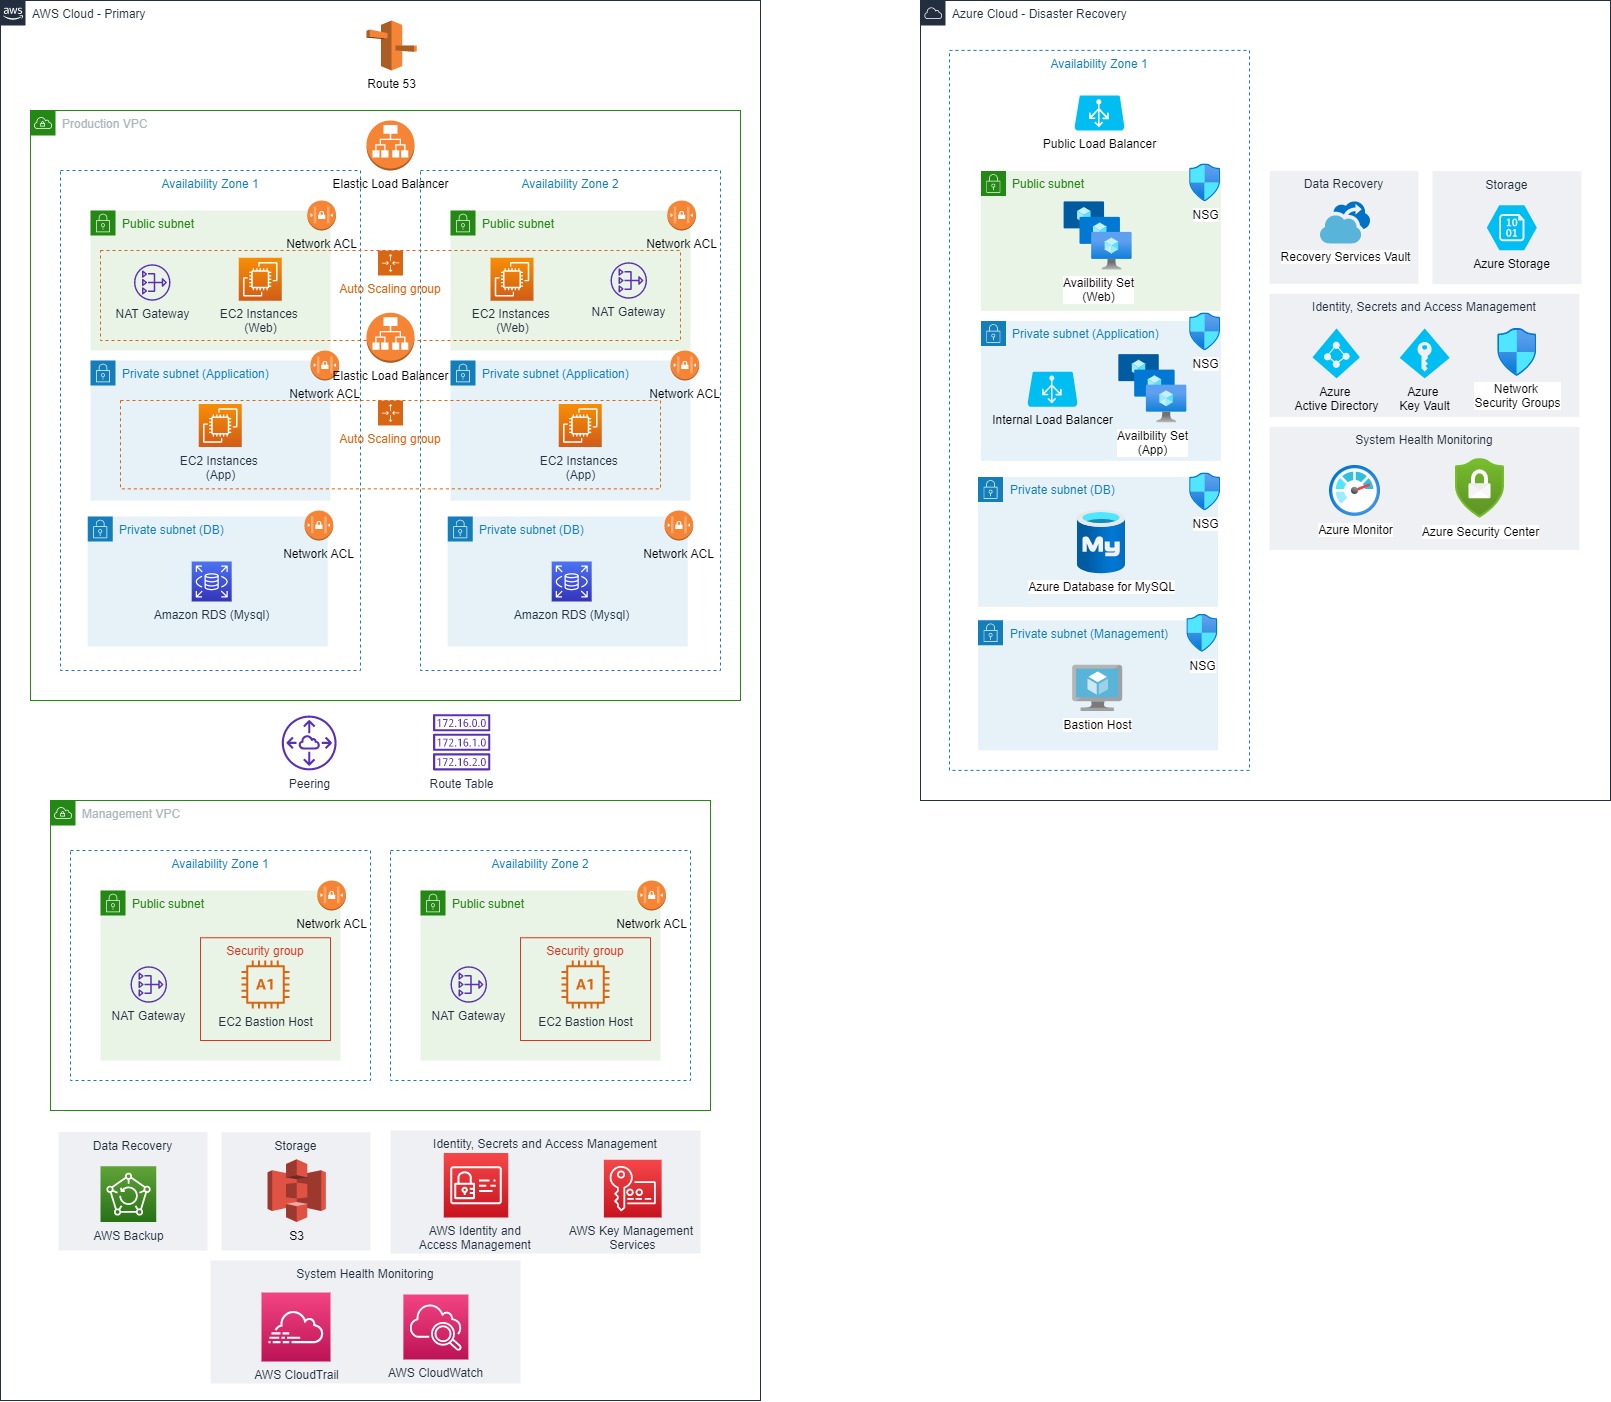 aws
AWS Cloud - Primary
Route 53
Production VPC
Elastic Load Balancer
Availability Zone 1
Availability Zone 2
Public subnet
Network ACL
Public subnet
Network ACL
NAT Gateway
EC2 Instances
(Web)
Auto Scaling group
EC2 Instances
(Web)
NAT Gateway
Elastic Load Balancer
Private subnet (Application)
Network ACL
Private subnet (Application)
Network ACL
EC2 Instances
(App)
Auto Scaling group
EC2 Instances
(App)
Private subnet (DB)
Network ACL
Private subnet (DB)
Network ACL
Amazon RDS (Mysql)
Amazon RDS (Mysql)
Peering
172.16.0.0
172.16.1.0
172.16.2.0
Route Table
Management VPC
Availability Zone 1
Availability Zone 2
Public subnet
Network ACL
Public subnet
Network ACL
NAT Gateway
Security group
A1
EC2 Bastion Host
NAT Gateway
Security group
A1
EC2 Bastion Host
Data Recovery
AWS Backup
Storage
S3
Identity, Secrets and Access Management
AWS Identity and
Access Management
AWS Key Management
Services
System Health Monitoring
AWS CloudTrail
AWS CloudWatch
Azure Cloud - Disaster Recovery
Availability Zone 1
Public Load Balancer
Public subnet
NSG
Availbility Set
(Web)
Private subnet (Application)
NSG
Internal Load Balancer
Availbility Set
(App)
Private subnet (DB)
NSG
My
Azure Database for MySQL
Private subnet (Management)
NSG
Bastion Host
Data Recovery
Recovery Services Vault
Storage
10
01
Azure Storage
Identity, Secrets and Access Management
Azure
Active Directory
Azure
Key Vault
Network
Security Groups
System Health Monitoring
Azure Monitor
Azure Security Center